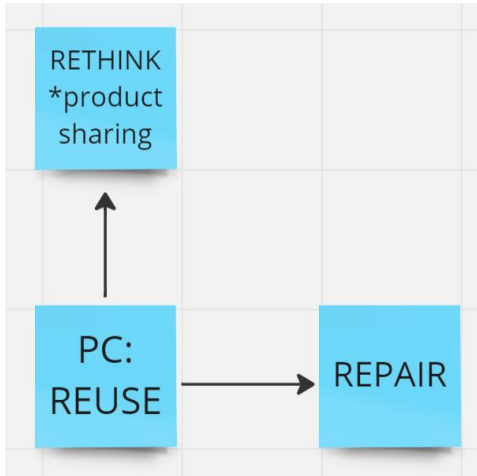 RETHINK
*product
sharing
PC:
REUSE
REPAIR